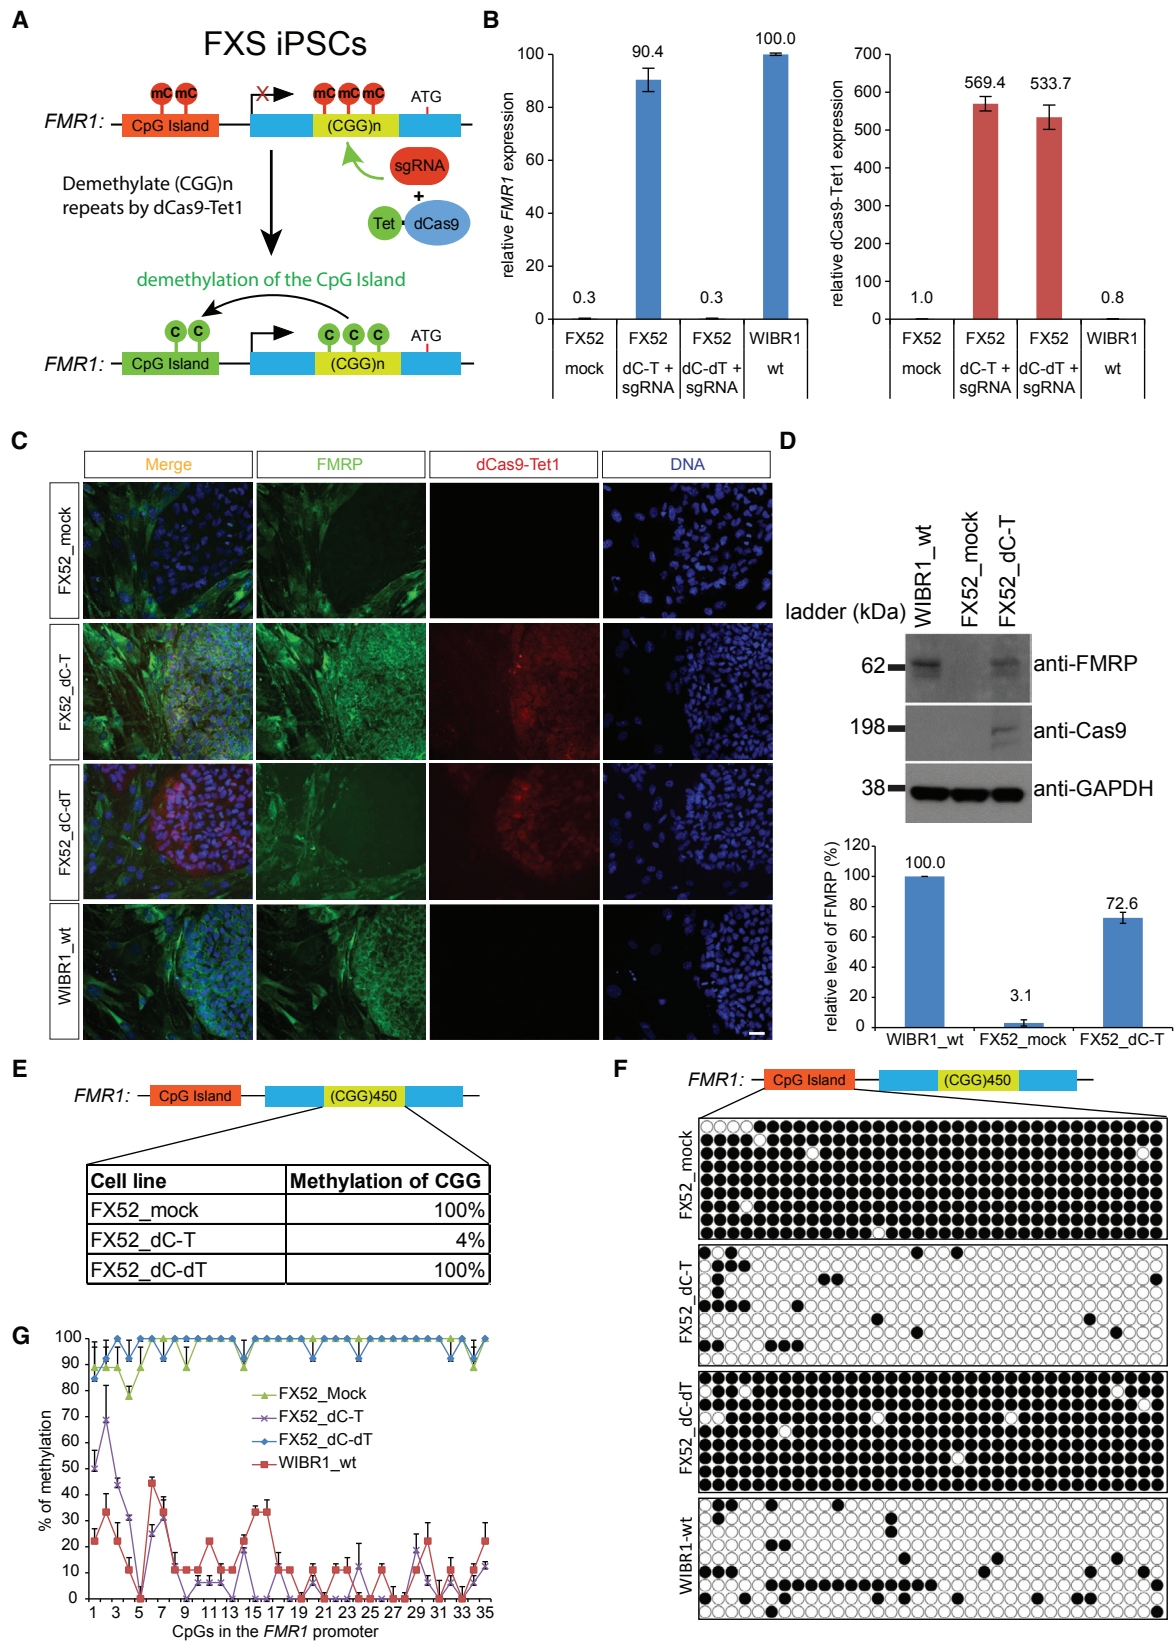 A
FXS iPSCs
mC mC
X
mC mC mC
ATG
FMR1:
CpG Island
(CGG)n
sgRNA
+
Tet
dCas9
Demethylate (CGG)n
repeats by dCas9-Tet1
demethylation of the CpG Island
C C
C C C
ATG
FMR1:
CpG Island
(CGG)n
B
relative FMR1 expression
100
80
60
40
20
0
0.3
90.4
0.3
100.0
FX52 FX52 FX52 WIBR1
mock dC-T + sgRNA dC-dT + sgRNA wt
relative dCas9-Tet1 expression
700
600
500
400
300
200
100
0
1.0
569.4
533.7
0.8
FX52 FX52 FX52 WIBR1
mock dC-T + sgRNA dC-dT + sgRNA wt
C
Merge
FMRP
dCas9-Tet1
DNA
FX52_mock
FX52_dC-T
FX52_dC-dT
WIBR1_wt
D
ladder (kDa)
WIBR1_wt
FX52_mock
FX52_dC-T
62
anti-FMRP
198
anti-Cas9
38
anti-GAPDH
relative level of FMRP (%)
120
100
80
60
40
20
0
100.0
3.1
72.6
WIBR1_wt FX52_mock FX52_dC-T
E
FMR1:
CpG Island
(CGG)450
Cell line Methylation of CGG
FX52_mock 100%
FX52_dC-T 4%
FX52_dC-dT 100%
F
FMR1:
CpG Island
(CGG)450
FX52_mock
FX52_dC-T
FX52_dC-dT
WIBR1-wt
G
% of methylation
100
90
80
70
60
50
40
30
20
10
0
FX52_Mock
FX52_dC-T
FX52_dC-dT
WIBR1_wt
1 3 5 7 9 11 13 15 17 19 21 23 25 27 29 31 33 35
CpGs in the FMR1 promoter